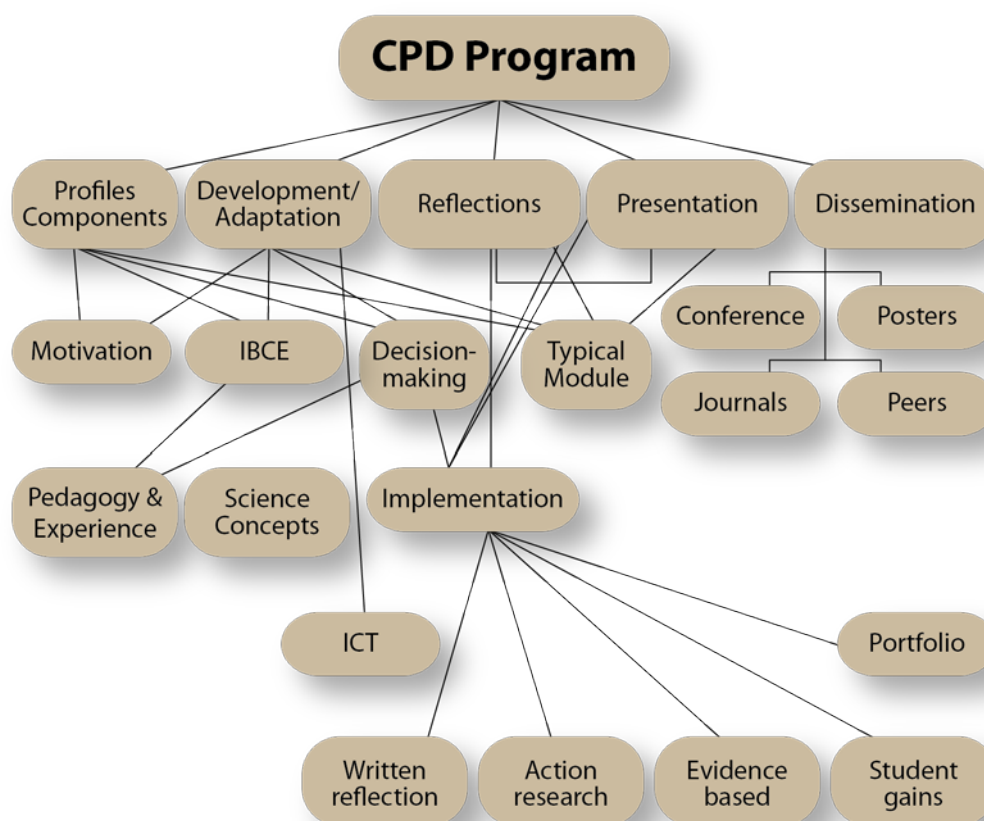 CPD Program
Profiles
Components
Development/
Adaptation
Reflections
Presentation
Dissemination
Conference
Posters
Motivation
IBCE
Decision-
making
Typical
Module
Journals
Peers
Pedagogy &
Experience
Science
Concepts
Implementation
ICT
Portfolio
Written
reflection
Action
research
Evidence
based
Student
gains